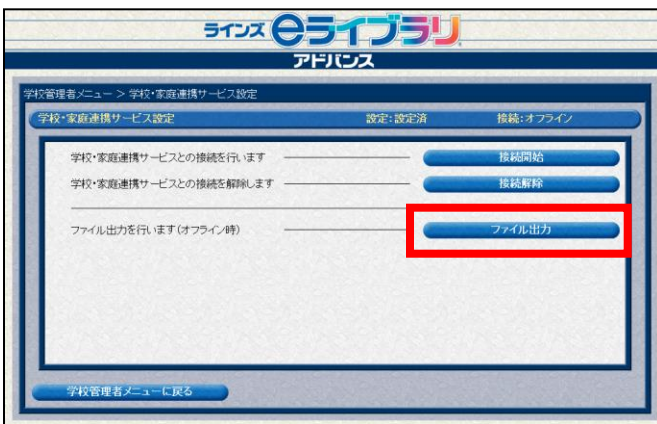 ラインズ eライブラリ
アドバンス
学校管理者メニュー > 学校・家庭連携サービス設定
学校・家庭連携サービス設定 設定:設定済 接続:オフライン
学校・家庭連携サービスとの接続を行います 接続開始
学校・家庭連携サービスとの接続を解除します 接続解除
ファイル出力を行います(オフライン時) ファイル出力
学校管理者メニューに戻る